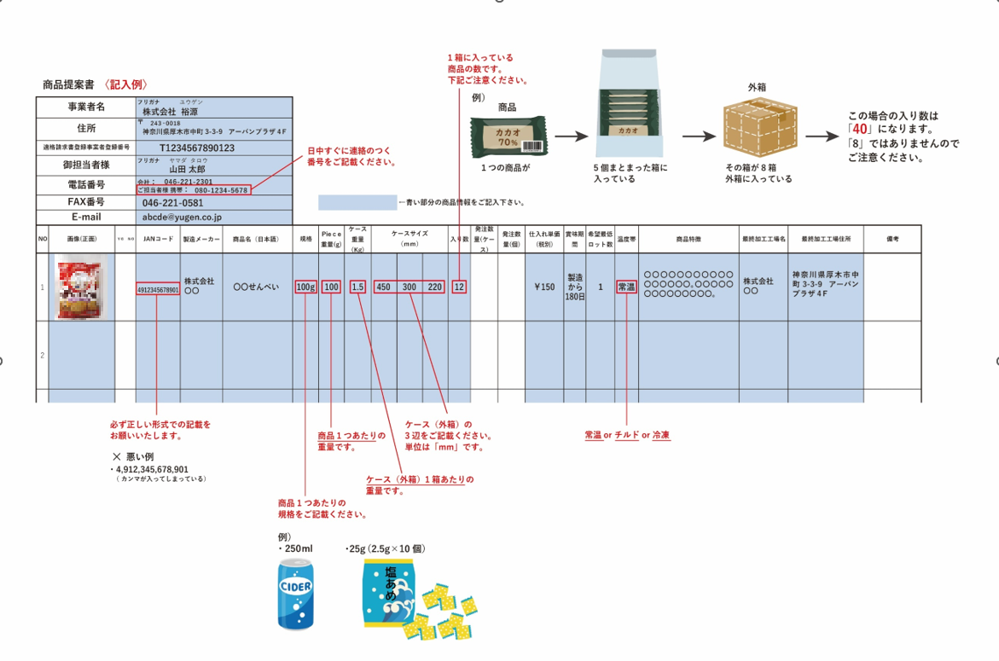 商品提案書 〈記入例〉
事業者名
フリガナ ユウゲン
株式会社 裕源
住所
〒 243-0018
神奈川県厚木市中町 3-3-9 アーバンプラザ4F
適格請求書登録事業者登録番号
T1234567890123
御担当者様
フリガナ ヤマダ タロウ
山田 太郎
電話番号
会社： 046-221-2301
ご担当者様 携帯： 080-1234-5678
FAX番号
046-221-0581
E-mail
abcde@yugen.co.jp
日中すぐに連絡のつく
番号をご記載ください。
←青い部分の商品情報をご記入下さい。
1箱に入っている
商品の数です。
下記ご注意ください。
例）
商品
カカオ
70%
1つの商品が
カカオ
5個まとまった箱に
入っている
外箱
その箱が8箱
外箱に入っている
この場合の入り数は
「40」になります。
「8」ではありませんので
ご注意ください。
NO
画像(正面)
YE NO
JANコード
製造メーカー
商品名（日本語）
規格
Piece
重量(g)
ケース
重量
(Kg)
ケースサイズ
（mm）
入り数
発注数
量(ケー
ス)
発注数
量(個)
仕入れ単価
(税別)
賞味期
間
希望最低
ロット数
温度帯
商品特徴
最終加工工場名
最終加工工場住所
備考
1
4912345678901
株式会社
〇〇
〇〇せんべい
100g
100
1.5
450
300
220
12
￥150
製造
から
180日
1
常温
〇〇〇〇〇〇〇〇〇〇〇
〇〇〇〇〇〇。〇〇〇〇〇
〇〇〇〇〇〇〇〇〇。
株式会社
〇〇
神奈川県厚木市中
町 3-3-9 アーバン
プラザ4F
2
必ず正しい形式での記載を
お願いいたします。
× 悪い例
・4,912,345,678,901
（ カンマが入ってしまっている）
商品1つあたりの
重量です。
ケース（外箱）の
3辺をご記載ください。
単位は「mm」です。
常温 or チルド or 冷凍
ケース（外箱）1箱あたりの
重量です。
商品1つあたりの
規格をご記載ください。
例）
・250ml
・25g（2.5g×10 個）
CIDER
塩あめ